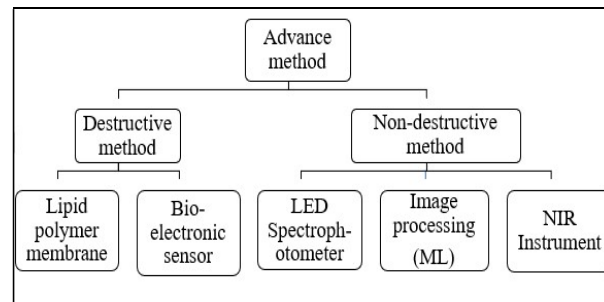 Advance
method
Destructive
method
Non-destructive
method
Lipid
polymer
membrane
Bio-
electronic
sensor
LED
Spectroph-
otometer
Image
processing
(ML)
NIR
Instrument